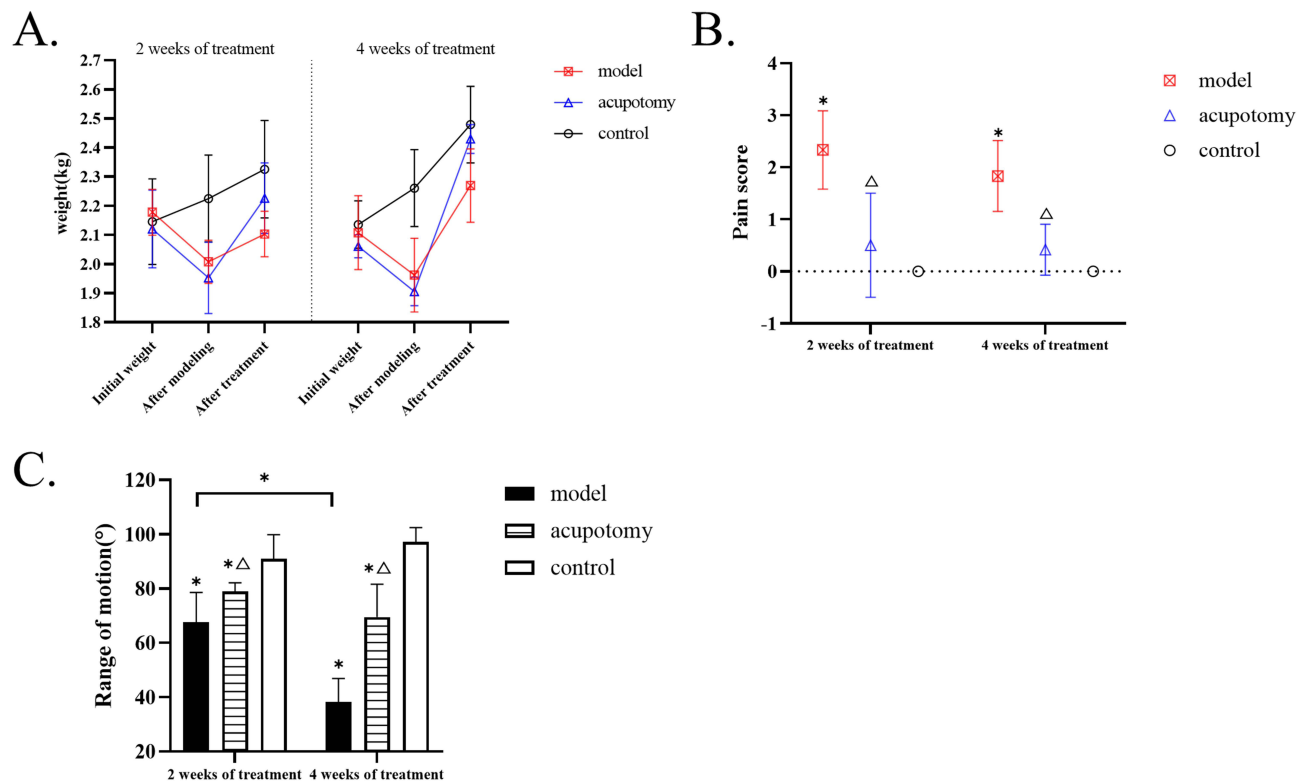 A.
2 weeks of treatment
4 weeks of treatment
2.7
2.6
2.5
2.4
2.3
2.2
2.1
2.0
1.9
1.8
weight(kg)
Initial weight
After modeling
After treatment
Initial weight
After modeling
After treatment
model
acupotomy
control
B.
4
3
2
1
0
-1
Pain score
*
△
*
△
2 weeks of treatment
4 weeks of treatment
model
acupotomy
control
C.
120
100
80
60
40
20
Range of motion(°)
*
*
*△
*
*△
2 weeks of treatment
4 weeks of treatment
model
acupotomy
control